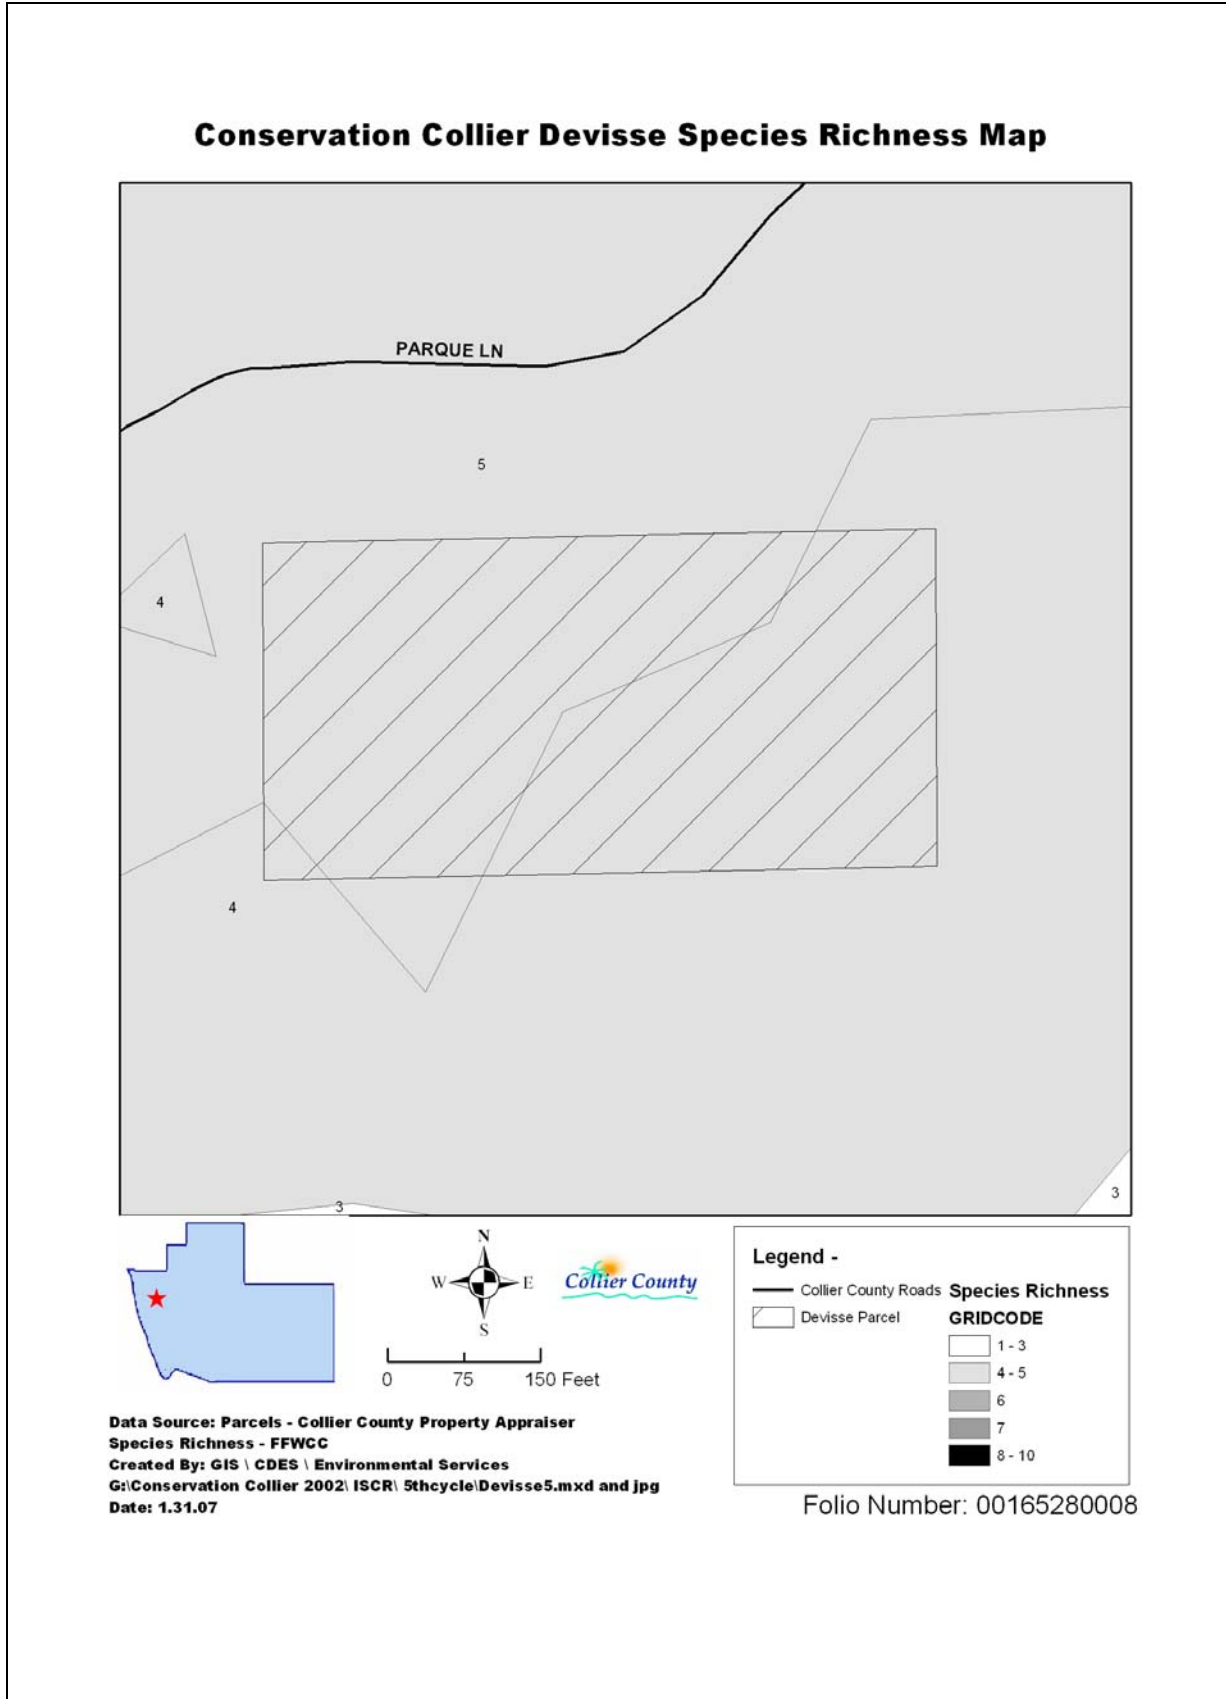 Conservation Collier Devisse Species Richness Map
PARQUE LN
5
4
4
3
3
N
W E
S
Collier County
0 75 150 Feet
Legend -
Collier County Roads
Devisse Parcel
Species Richness
GRIDCODE
1 - 3
4 - 5
6
7
8 - 10
Data Source: Parcels - Collier County Property Appraiser
Species Richness - FFWCC
Created By: GIS \ CDES \ Environmental Services
G:\Conservation Collier 2002\ ISCR\ 5thcycle\Devisse5.mxd and jpg
Date: 1.31.07
Folio Number: 00165280008